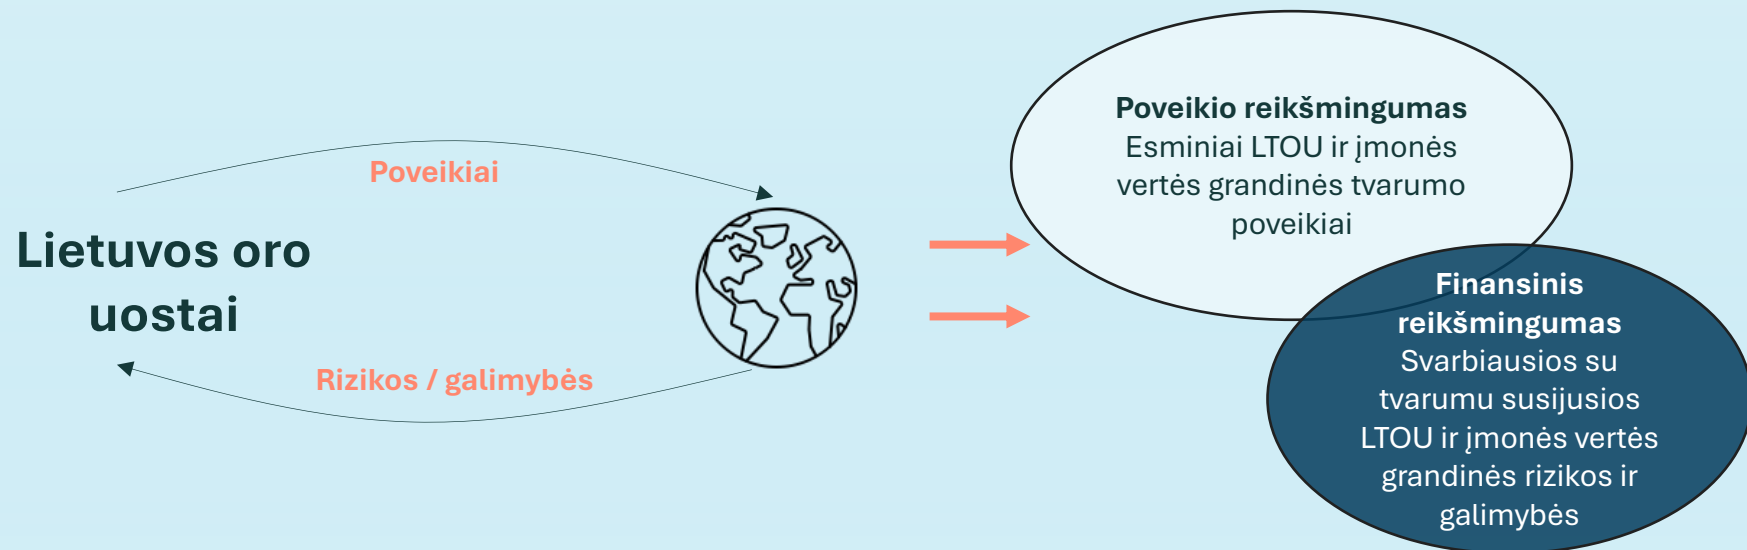 Poveikiai
Lietuvos oro
uostai
Rizikos / galimybės
Poveikio reikšmingumas
Esminiai LTOU ir įmonės
vertės grandinės tvarumo
poveikiai
Finansinis
reikšmingumas
Svarbiausios su
tvarumu susijusios
LTOU ir įmonės vertės
grandinės rizikos ir
galimybės